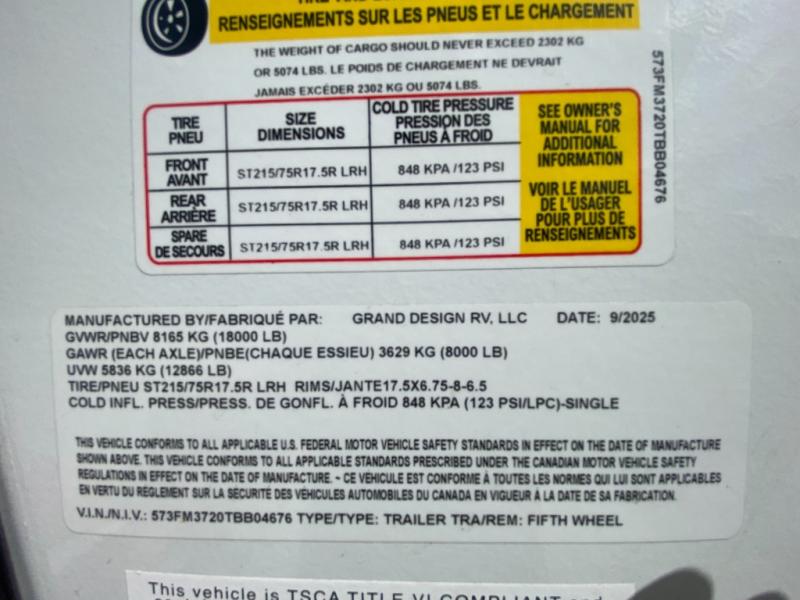 RENSEIGNEMENTS SUR LES PNEUS ET LE CHARGEMENT
THE WEIGHT OF CARGO SHOULD NEVER EXCEED 2302 KG
OR 5074 LBS. LE POIDS DE CHARGEMENT NE DEVRAIT
JAMAIS EXCÉDER 2302 KG OU 5074 LBS.
TIRE PNEU SIZE DIMENSIONS COLD TIRE PRESSURE PRESSION DES PNEUS À FROID
FRONT AVANT ST215/75R17.5R LRH 848 KPA /123 PSI
REAR ARRIÈRE ST215/75R17.5R LRH 848 KPA /123 PSI
SPARE DE SECOURS ST215/75R17.5R LRH 848 KPA /123 PSI
SEE OWNER'S
MANUAL FOR
ADDITIONAL
INFORMATION
VOIR LE MANUEL
DE L'USAGER
POUR PLUS DE
RENSEIGNEMENTS
573FM3720TBB04676
MANUFACTURED BY/FABRIQUÉ PAR: GRAND DESIGN RV, LLC DATE: 9/2025
GVWR/PNBV 8165 KG (18000 LB)
GAWR (EACH AXLE)/PNBE(CHAQUE ESSIEU) 3629 KG (8000 LB)
UVW 5836 KG (12866 LB)
TIRE/PNEU ST215/75R17.5R LRH RIMS/JANTE17.5X6.75-8-6.5
COLD INFL. PRESS/PRESS. DE GONFL. À FROID 848 KPA (123 PSI/LPC)-SINGLE
THIS VEHICLE CONFORMS TO ALL APPLICABLE U.S. FEDERAL MOTOR VEHICLE SAFETY STANDARDS IN EFFECT ON THE DATE OF MANUFACTURE
SHOWN ABOVE. THIS VEHICLE CONFORMS TO ALL APPLICABLE STANDARDS PRESCRIBED UNDER THE CANADIAN MOTOR VEHICLE SAFETY
REGULATIONS IN EFFECT ON THE DATE OF MANUFACTURE. ~ CE VEHICULE EST CONFORME À TOUTES LES NORMES QUI LUI SONT APPLICABLES
EN VERTU DU REGLEMENT SUR LA SECURITE DES VEHICULES AUTOMOBILES DU CANADA EN VIGUEUR À LA DATE DE SA FABRICATION.
V.I.N./N.I.V.: 573FM3720TBB04676 TYPE/TYPE: TRAILER TRA/REM: FIFTH WHEEL
This vehicle is TSCA TITLE VI COMPLIANT and